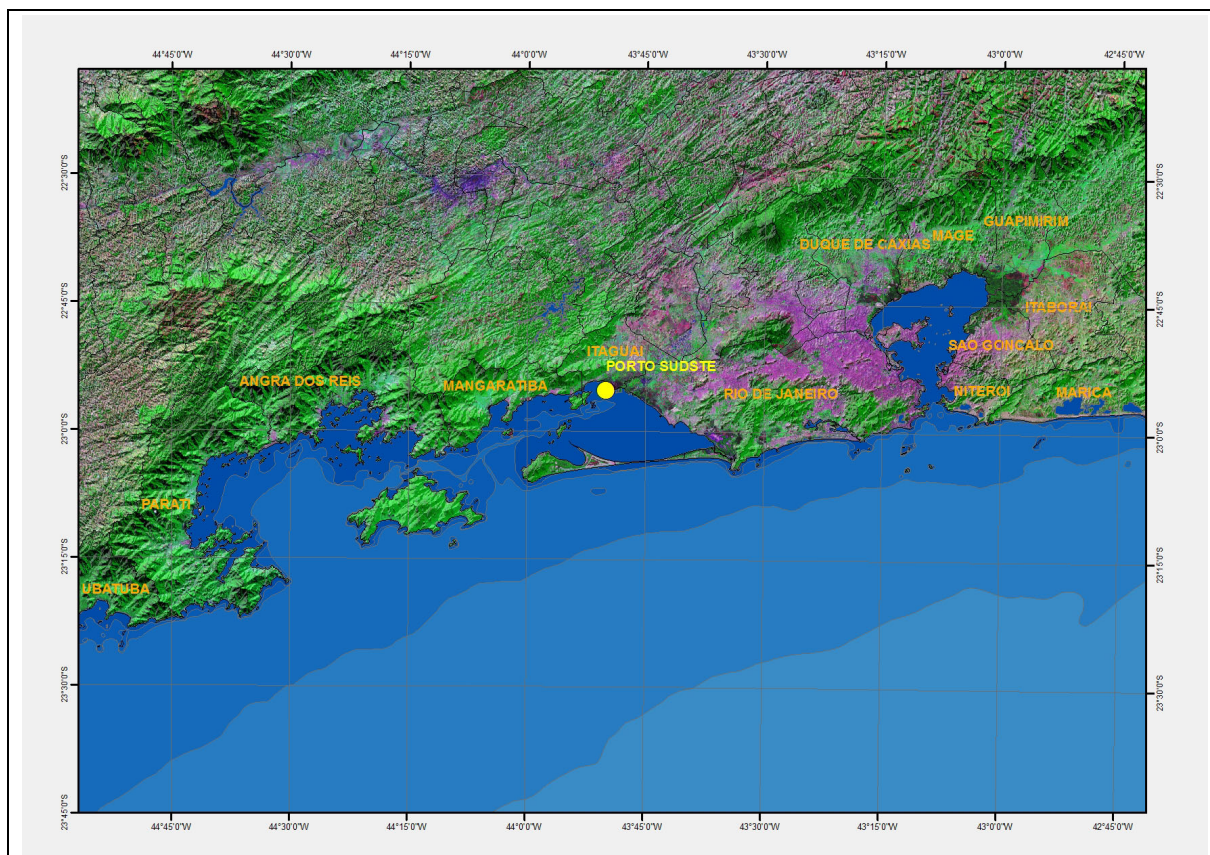 44°45'0"W 44°30'0"W 44°15'0"W 44°0'0"W 43°45'0"W 43°30'0"W 43°15'0"W 43°0'0"W 42°45'0"W
22°30'0"S 22°30'0"S
GUAPIMIRIM
MAGE
DUQUE DE CAXIAS
22°45'0"S 22°45'0"S
ITABORAI
SAO GONCALO
ITAGUAI
PORTO SUDSTE
ANGRA DOS REIS
MANGARATIBA
RIO DE JANEIRO
NITEROI
MARICA
23°0'0"S 23°0'0"S
PARATI
23°15'0"S 23°15'0"S
UBATUBA
23°30'0"S 23°30'0"S
23°45'0"S
44°45'0"W 44°30'0"W 44°15'0"W 44°0'0"W 43°45'0"W 43°30'0"W 43°15'0"W 43°0'0"W 42°45'0"W